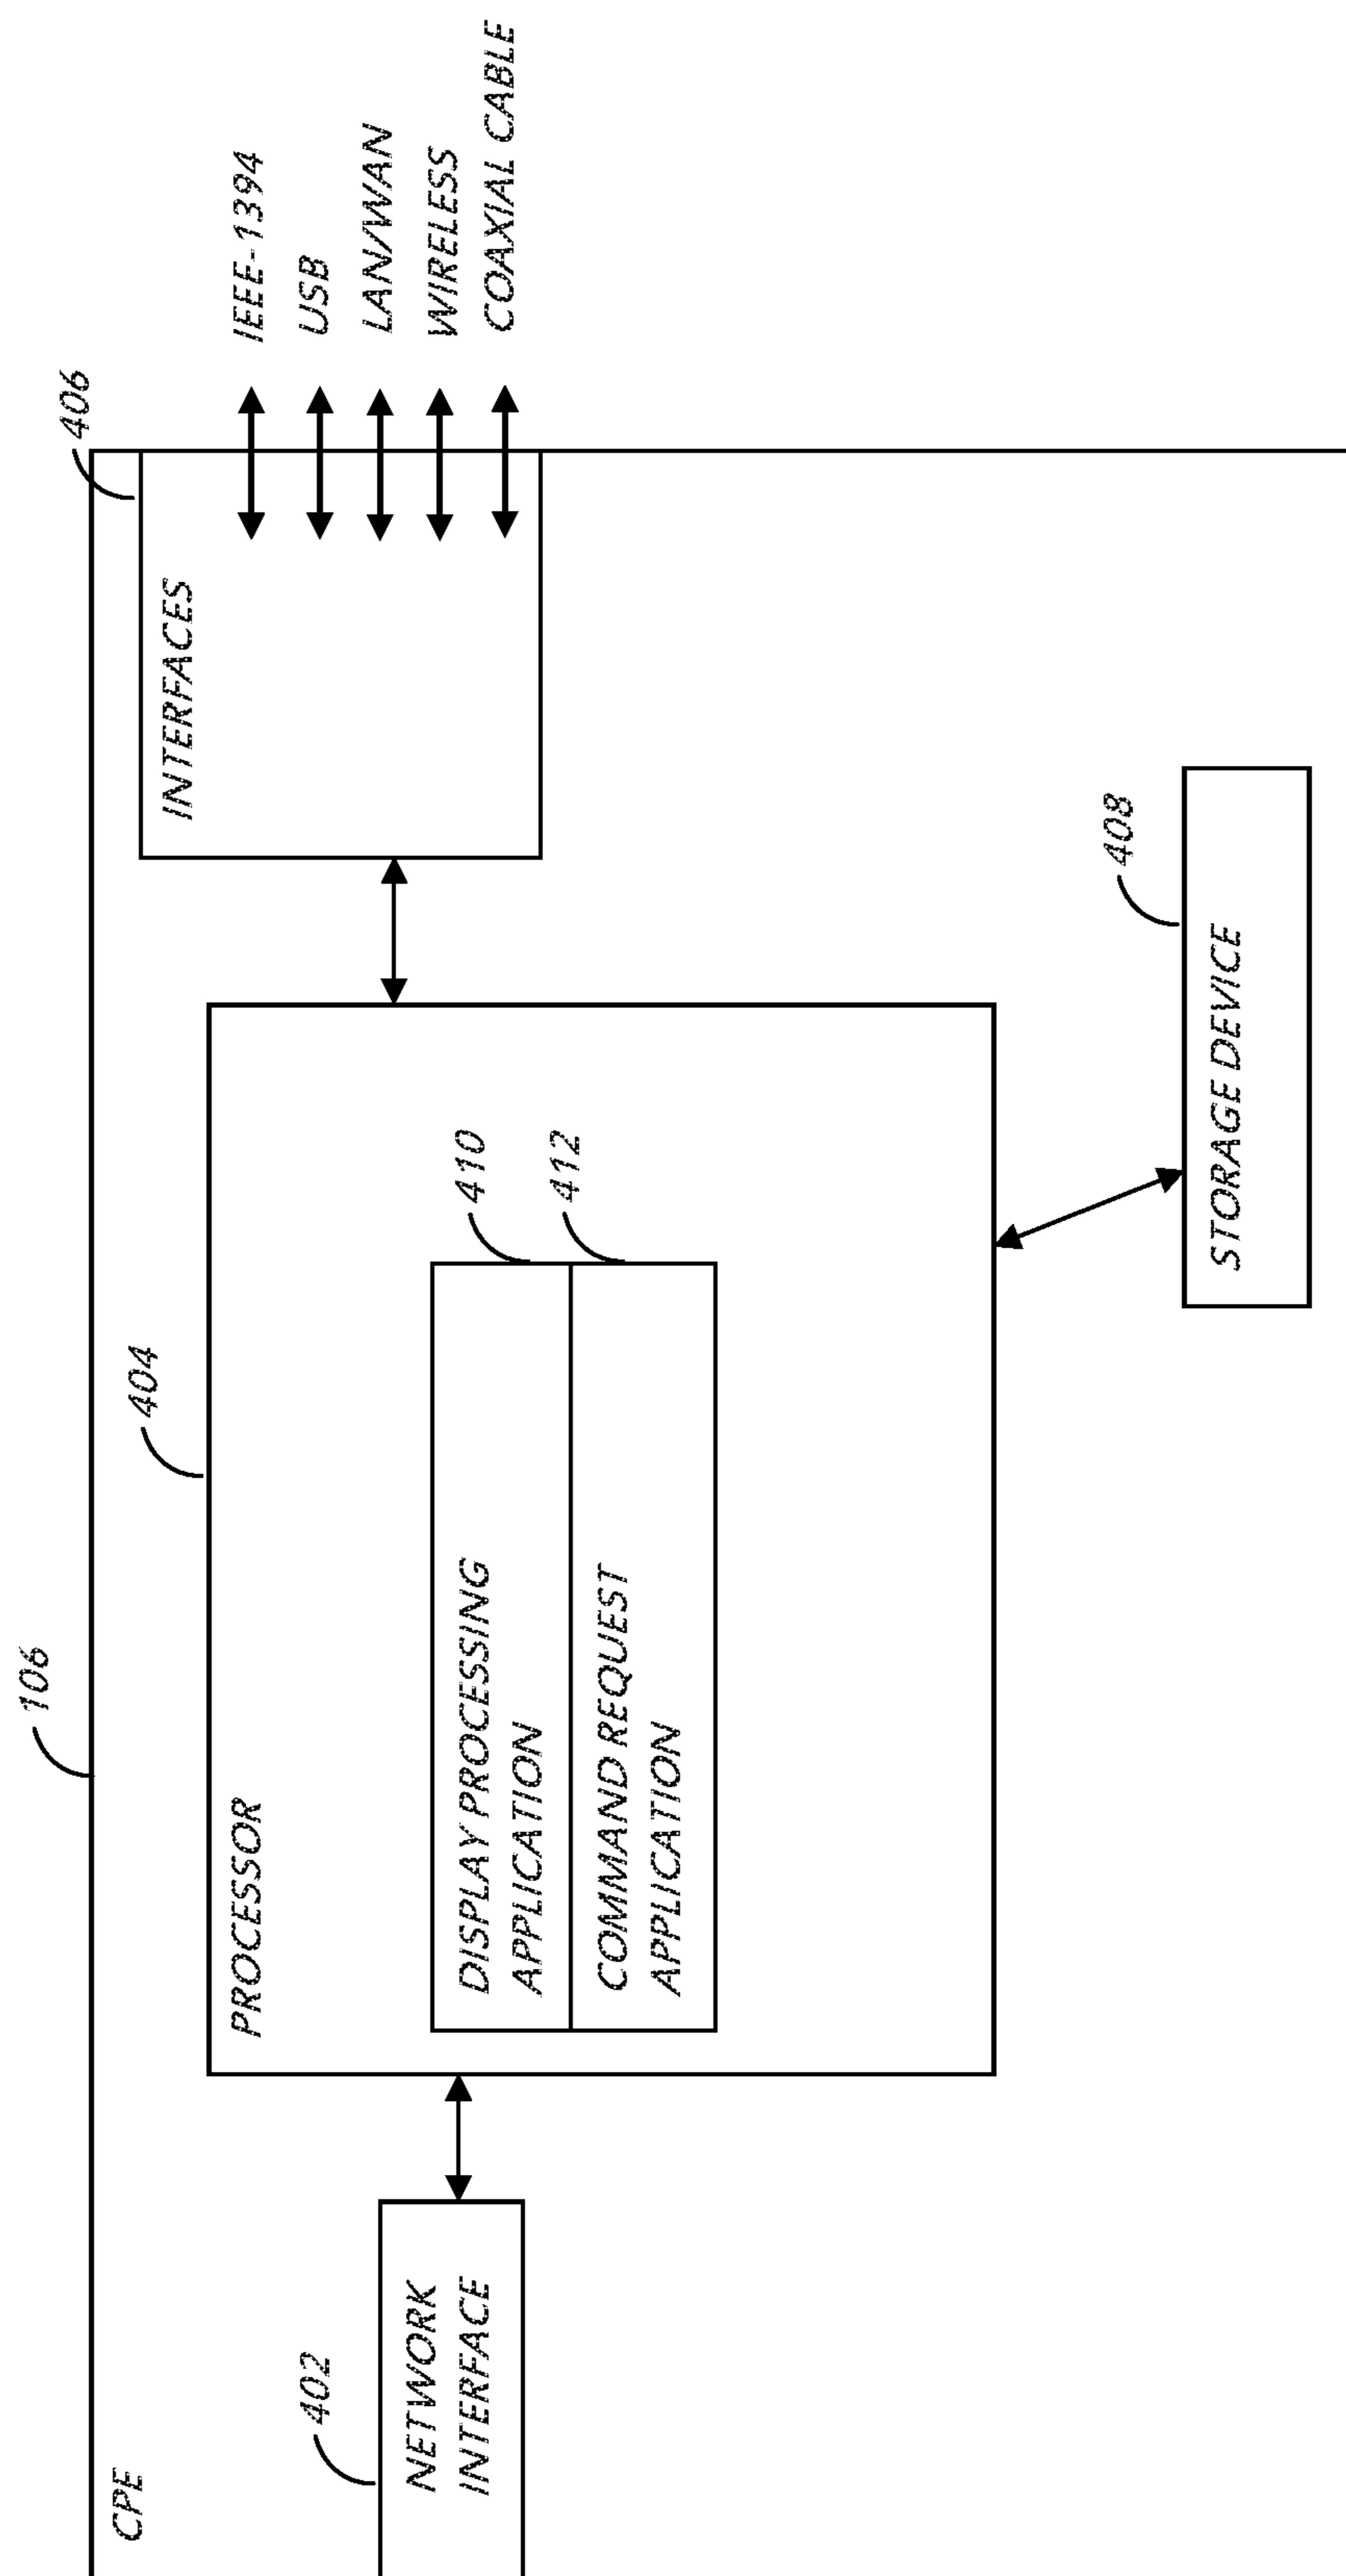 106
CPE
404
406
PROCESSOR
INTERFACES
IEEE-1394
USB
LAN/WAN
WIRELESS
COAXIAL CABLE
402
NETWORK
INTERFACE
DISPLAY PROCESSING
APPLICATION
410
COMMAND REQUEST
APPLICATION
412
408
STORAGE DEVICE